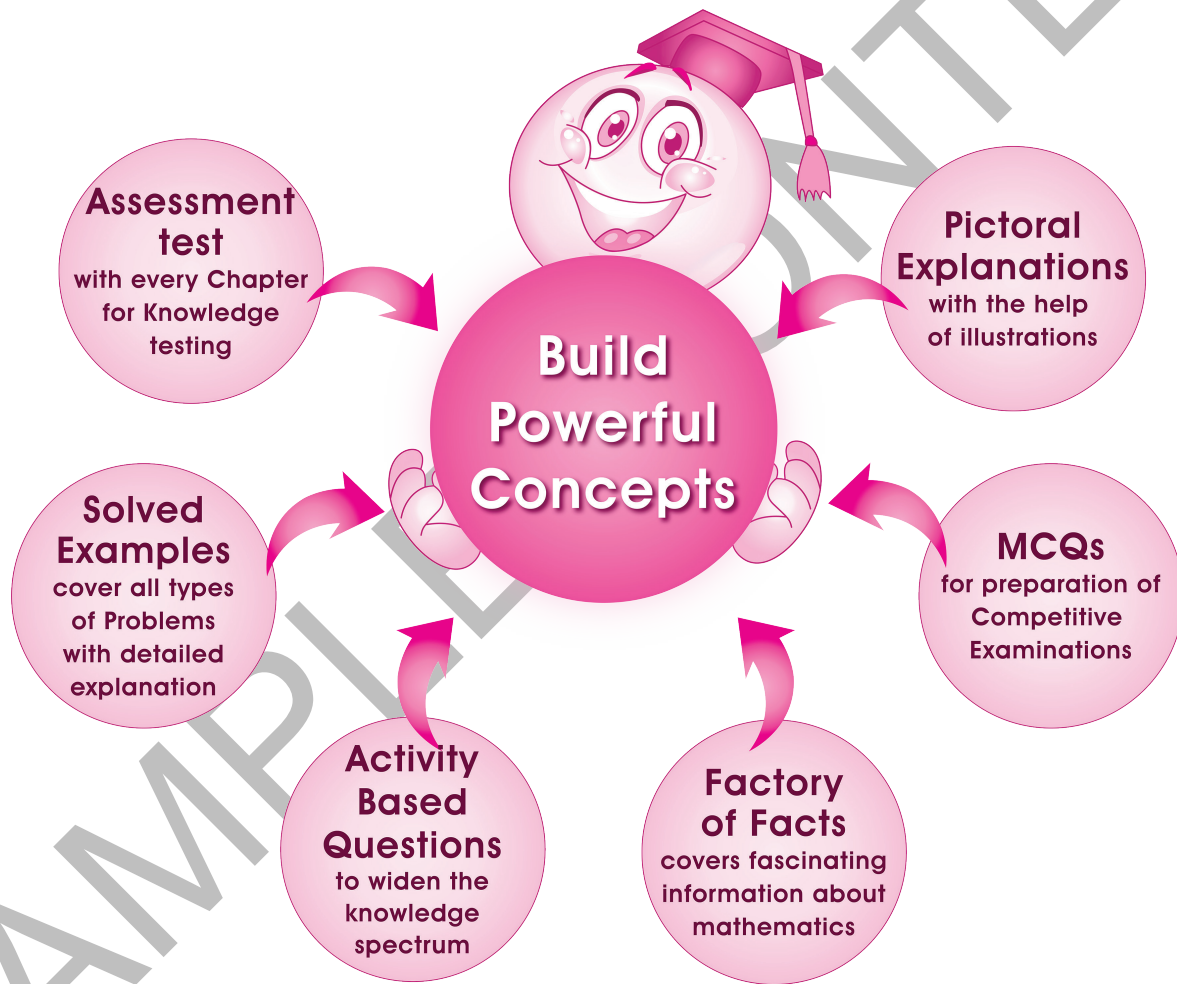 Assessment
test
with every Chapter
for Knowledge
testing
Pictoral
Explanations
with the help
of illustrations
Build
Powerful
Concepts
Solved
Examples
cover all types
of Problems
with detailed
explanation
MCQs
for preparation of
Competitive
Examinations
Activity
Based
Questions
to widen the
knowledge
spectrum
Factory
of Facts
covers fascinating
information about
mathematics